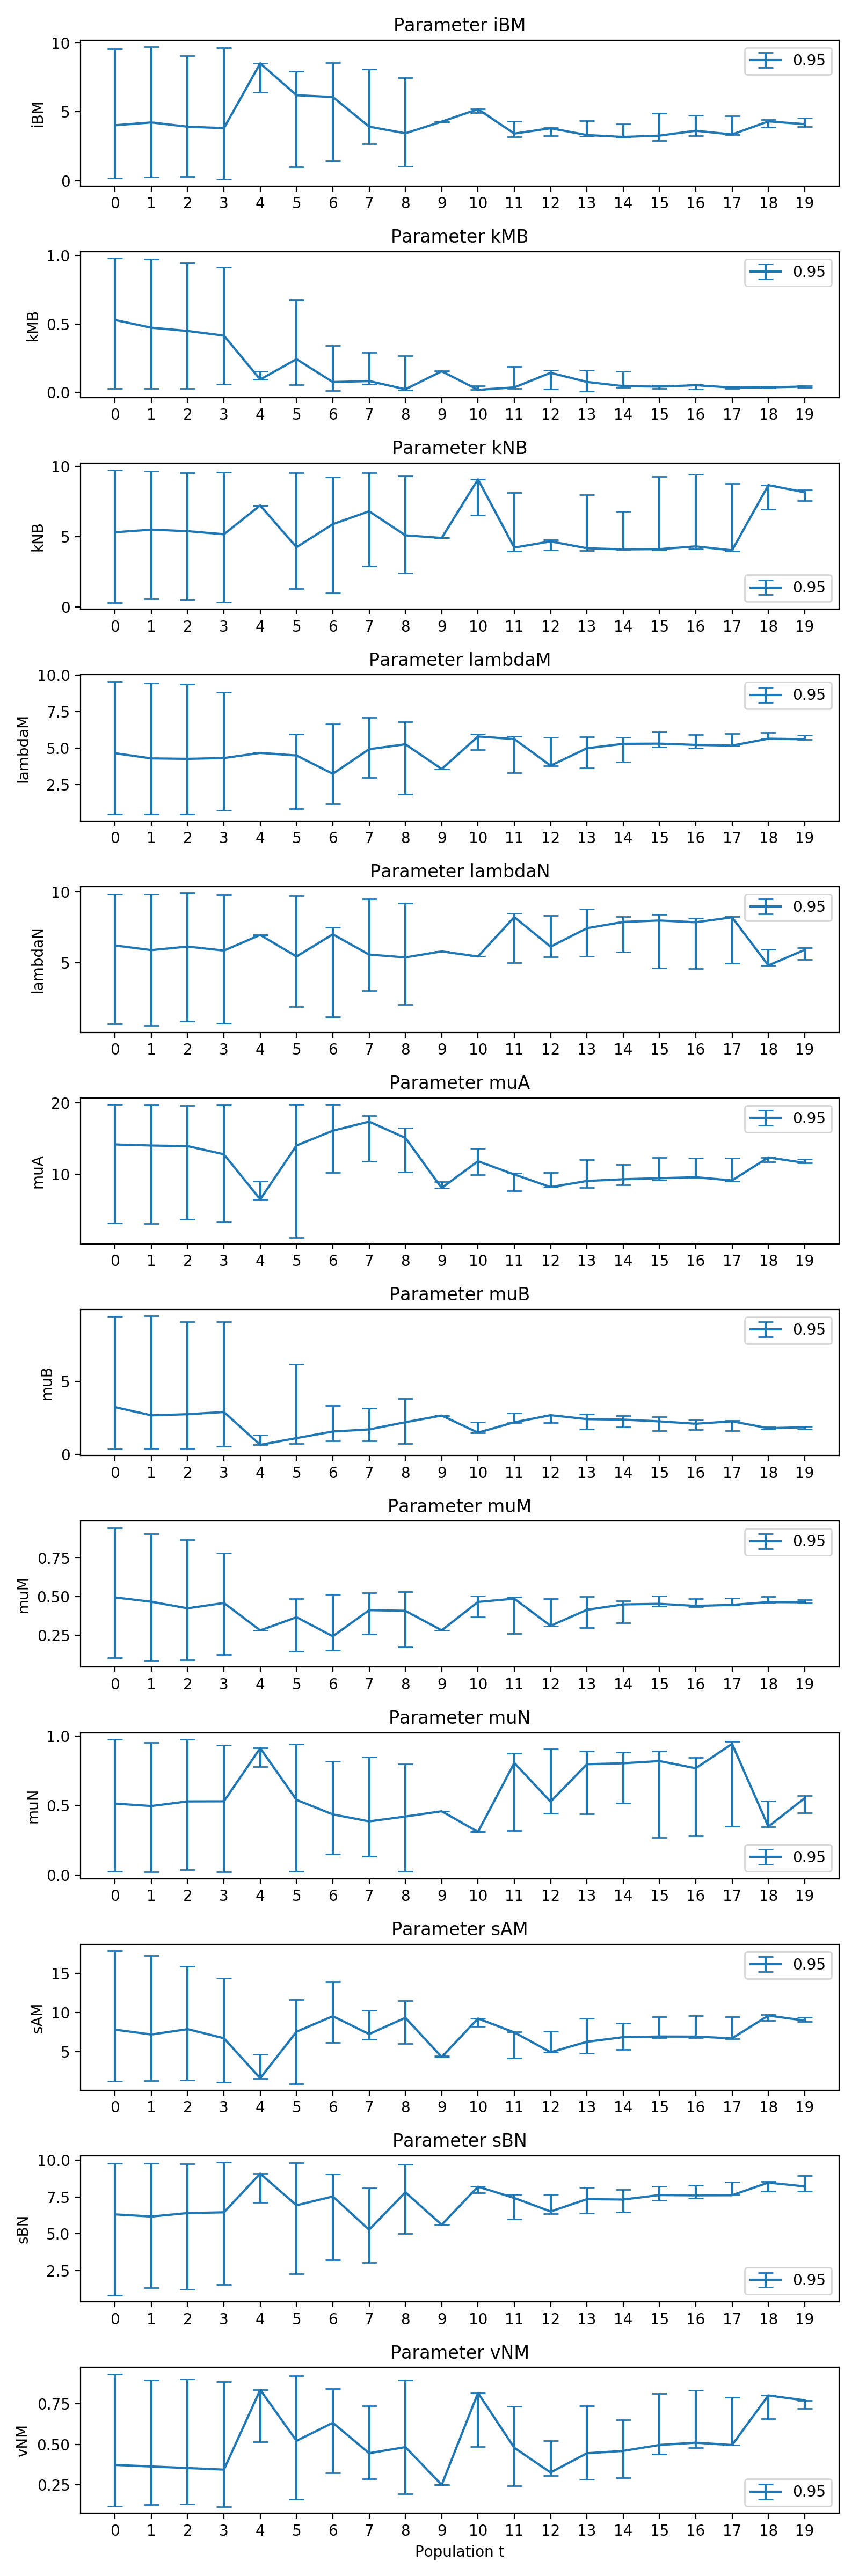 Parameter iBM
10
5
0
iBM
0.95
0 1 2 3 4 5 6 7 8 9 10 11 12 13 14 15 16 17 18 19
Parameter kMB
1.0
0.5
0.0
kMB
0.95
0 1 2 3 4 5 6 7 8 9 10 11 12 13 14 15 16 17 18 19
Parameter kNB
10
5
0
kNB
0.95
0 1 2 3 4 5 6 7 8 9 10 11 12 13 14 15 16 17 18 19
Parameter lambdaM
10.0
7.5
5.0
2.5
lambdaM
0.95
0 1 2 3 4 5 6 7 8 9 10 11 12 13 14 15 16 17 18 19
Parameter lambdaN
10
5
lambdaN
0.95
0 1 2 3 4 5 6 7 8 9 10 11 12 13 14 15 16 17 18 19
Parameter muA
20
10
muA
0.95
0 1 2 3 4 5 6 7 8 9 10 11 12 13 14 15 16 17 18 19
Parameter muB
5
0
muB
0.95
0 1 2 3 4 5 6 7 8 9 10 11 12 13 14 15 16 17 18 19
Parameter muM
0.75
0.50
0.25
muM
0.95
0 1 2 3 4 5 6 7 8 9 10 11 12 13 14 15 16 17 18 19
Parameter muN
1.0
0.5
0.0
muN
0.95
0 1 2 3 4 5 6 7 8 9 10 11 12 13 14 15 16 17 18 19
Parameter sAM
15
10
5
sAM
0.95
0 1 2 3 4 5 6 7 8 9 10 11 12 13 14 15 16 17 18 19
Parameter sBN
10.0
7.5
5.0
2.5
sBN
0.95
0 1 2 3 4 5 6 7 8 9 10 11 12 13 14 15 16 17 18 19
Parameter vNM
0.75
0.50
0.25
vNM
0.95
0 1 2 3 4 5 6 7 8 9 10 11 12 13 14 15 16 17 18 19
Population t